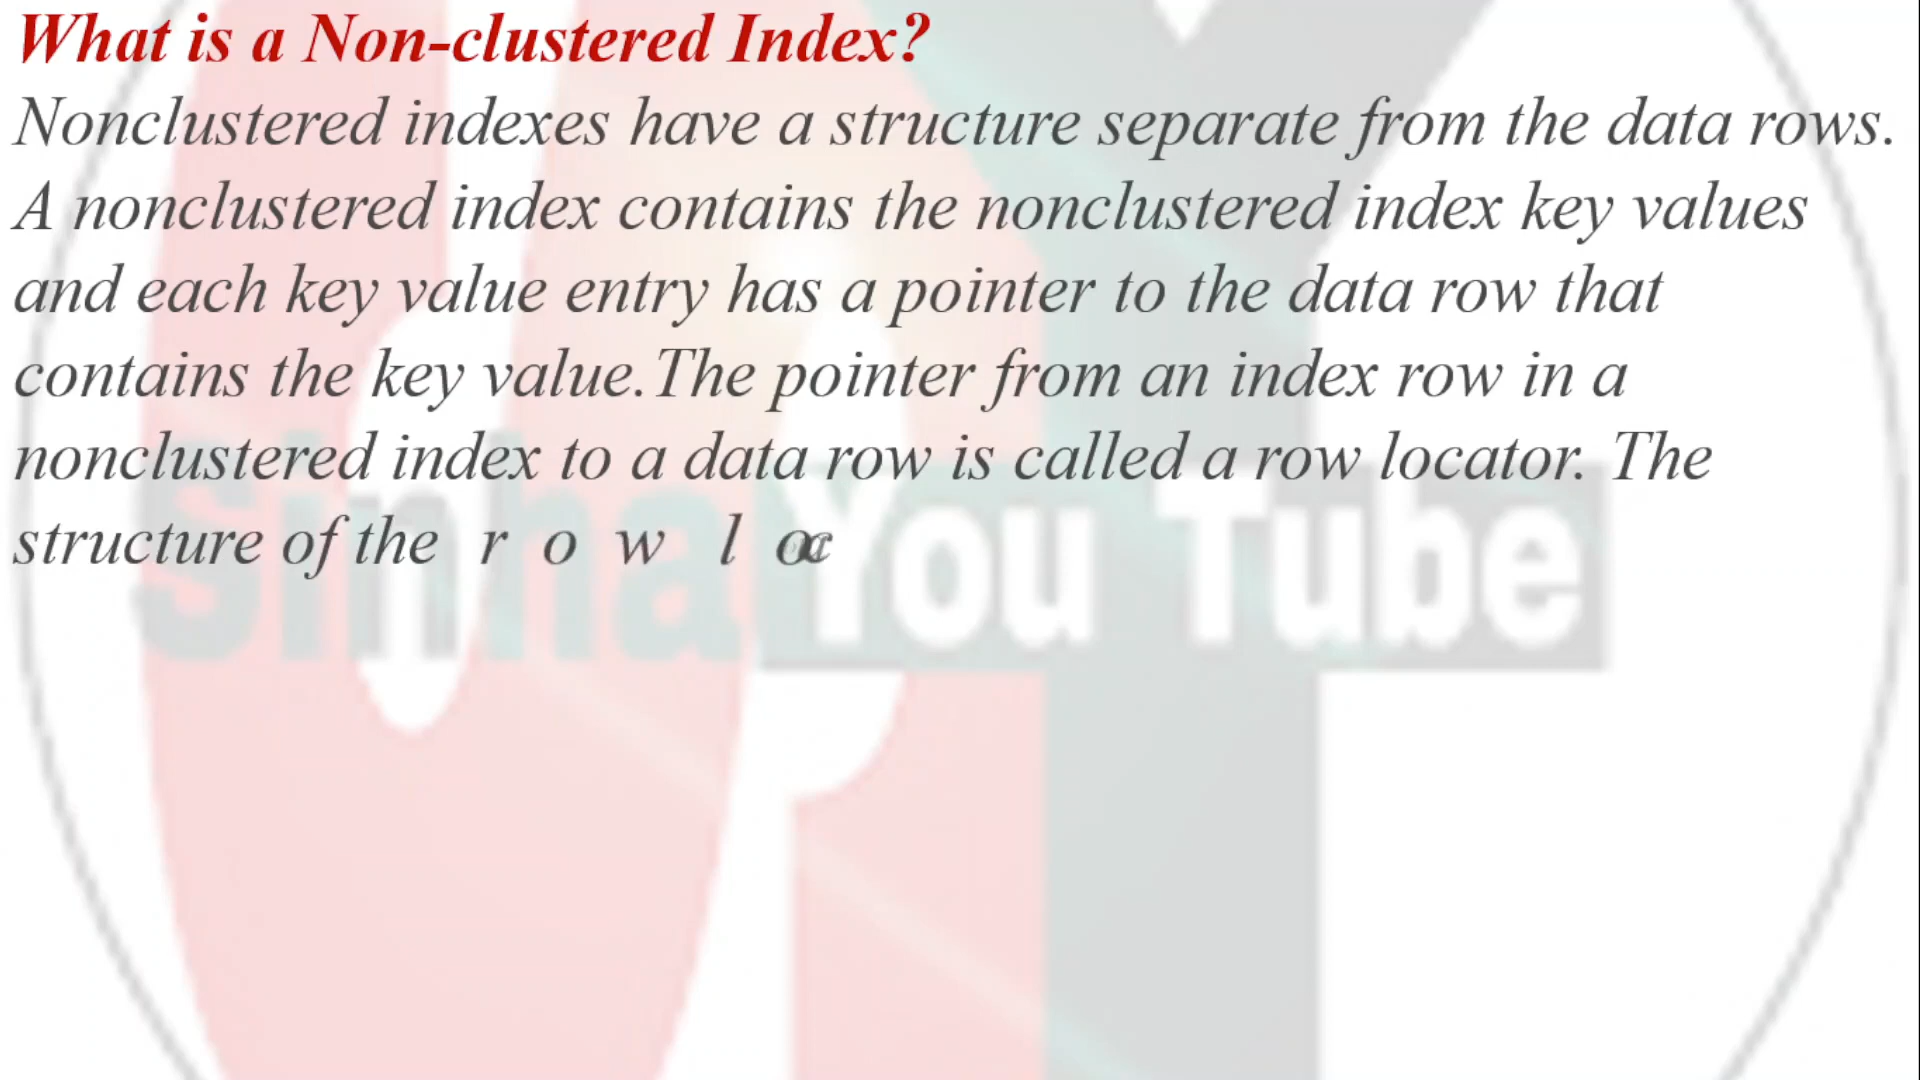 What is a Non-clustered Index?
Nonclustered indexes have a structure separate from the data rows.
A nonclustered index contains the nonclustered index key values
and each key value entry has a pointer to the data row that
contains the key value.The pointer from an index row in a
nonclustered index to a data row is called a row locator. The
structure of the r o w l o c
Sinha You Tube